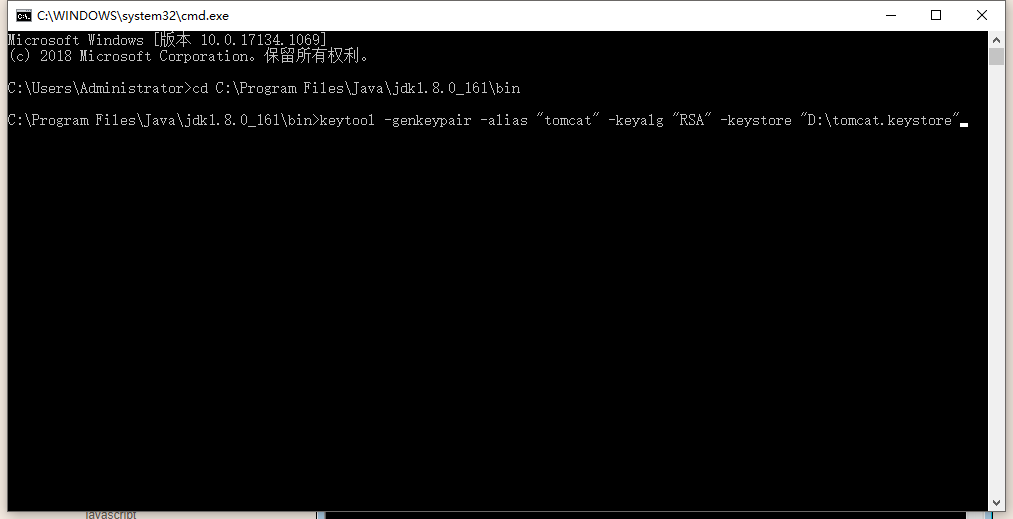 C:\WINDOWS\system32\cmd.exe
Microsoft Windows [版本 10.0.17134.1069]
(c) 2018 Microsoft Corporation。保留所有权利。
C:\Users\Administrator>cd C:\Program Files\Java\jdk1.8.0_161\bin
C:\Program Files\Java\jdk1.8.0_161\bin>keytool -genkeypair -alias "tomcat" -keyalg "RSA" -keystore "D:\tomcat.keystore"
javascript